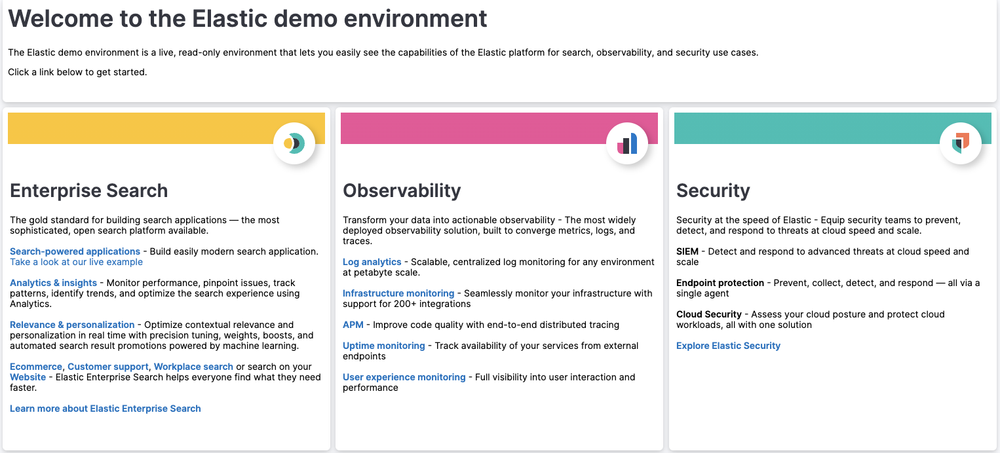 Welcome to the Elastic demo environment
The Elastic demo environment is a live, read-only environment that lets you easily see the capabilities of the Elastic platform for search, observability, and security use cases.
Click a link below to get started.
Enterprise Search
The gold standard for building search applications — the most
sophisticated, open search platform available.
Search-powered applications - Build easily modern search application.
Take a look at our live example
Analytics & insights - Monitor performance, pinpoint issues, track
patterns, identify trends, and optimize the search experience using
Analytics.
Relevance & personalization - Optimize contextual relevance and
personalization in real time with precision tuning, weights, boosts, and
automated search result promotions powered by machine learning.
Ecommerce, Customer support, Workplace search or search on your
Website - Elastic Enterprise Search helps everyone find what they need
faster.
Learn more about Elastic Enterprise Search
Observability
Transform your data into actionable observability - The most widely
deployed observability solution, built to converge metrics, logs, and
traces.
Log analytics - Scalable, centralized log monitoring for any environment
at petabyte scale.
Infrastructure monitoring - Seamlessly monitor your infrastructure with
support for 200+ integrations
APM - Improve code quality with end-to-end distributed tracing
Uptime monitoring - Track availability of your services from external
endpoints
User experience monitoring - Full visibility into user interaction and
performance
Security
Security at the speed of Elastic - Equip security teams to prevent,
detect, and respond to threats at cloud speed and scale.
SIEM - Detect and respond to advanced threats at cloud speed and
scale
Endpoint protection - Prevent, collect, detect, and respond — all via a
single agent
Cloud Security - Assess your cloud posture and protect cloud
workloads, all with one solution
Explore Elastic Security